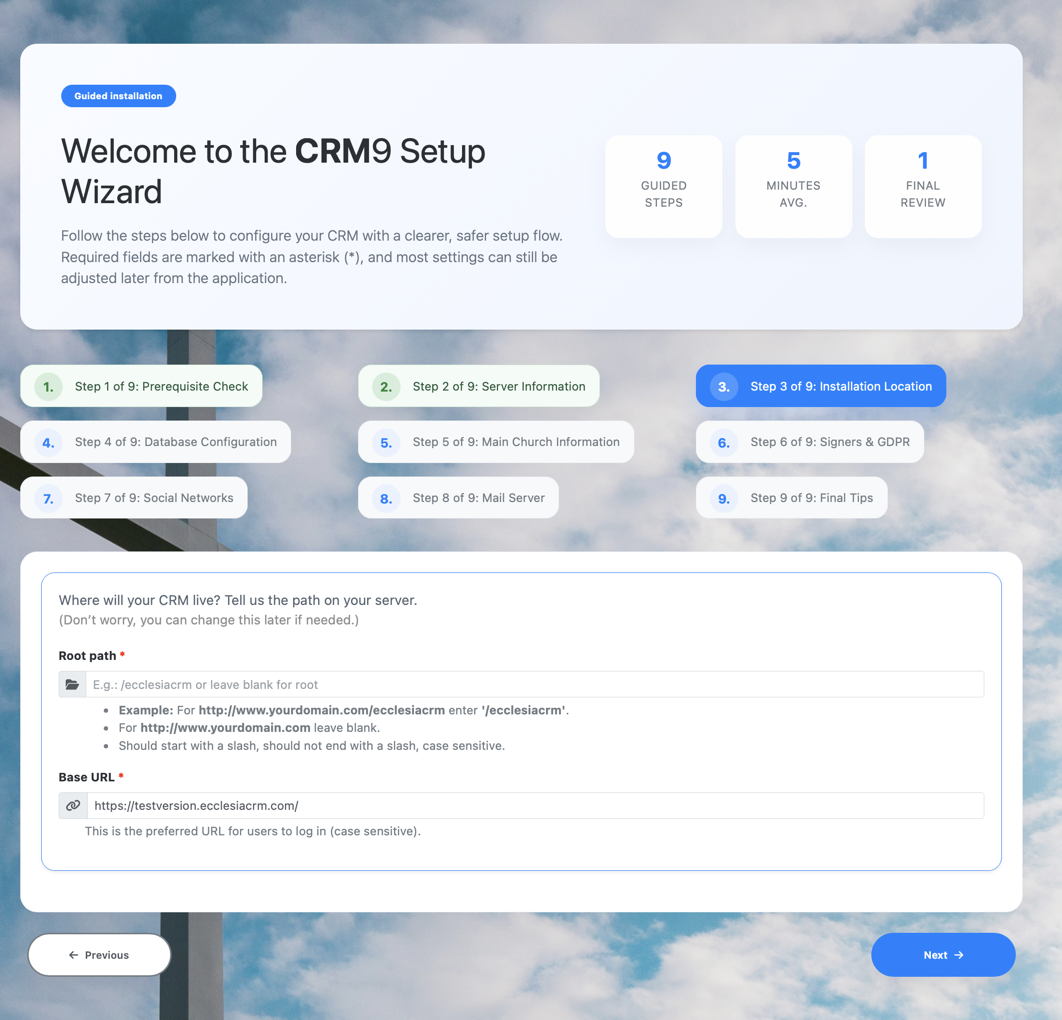 Guided installation
Welcome to the CRM9 Setup
Wizard
Follow the steps below to configure your CRM with a clearer, safer setup flow.
Required fields are marked with an asterisk (*), and most settings can still be
adjusted later from the application.
9
GUIDED
STEPS
5
MINUTES
AVG.
1
FINAL
REVIEW
1. Step 1 of 9: Prerequisite Check
2. Step 2 of 9: Server Information
3. Step 3 of 9: Installation Location
4. Step 4 of 9: Database Configuration
5. Step 5 of 9: Main Church Information
6. Step 6 of 9: Signers & GDPR
7. Step 7 of 9: Social Networks
8. Step 8 of 9: Mail Server
9. Step 9 of 9: Final Tips
Where will your CRM live? Tell us the path on your server.
(Don’t worry, you can change this later if needed.)
Root path *
E.g.: /ecclesiacrm or leave blank for root
• Example: For http://www.yourdomain.com/ecclesiacrm enter '/ecclesiacrm'.
• For http://www.yourdomain.com leave blank.
• Should start with a slash, should not end with a slash, case sensitive.
Base URL *
https://testversion.ecclesiacrm.com/
This is the preferred URL for users to log in (case sensitive).
← Previous
Next →